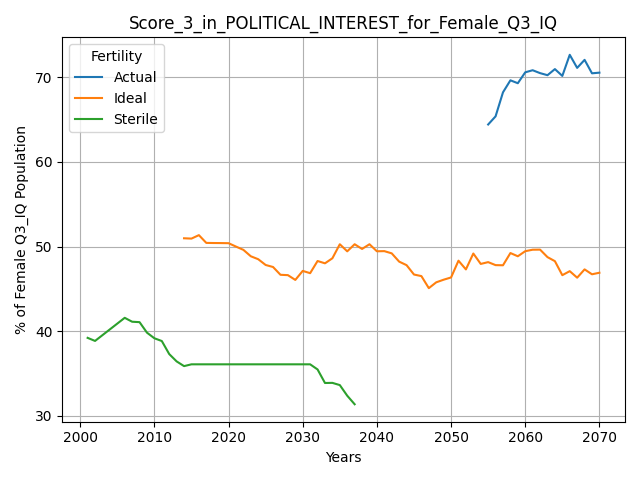 Score_3_in_POLITICAL_INTEREST_for_Female_Q3_IQ
Fertility
Actual
Ideal
Sterile
% of Female Q3_IQ Population
70
60
50
40
30
2000 2010 2020 2030 2040 2050 2060 2070
Years